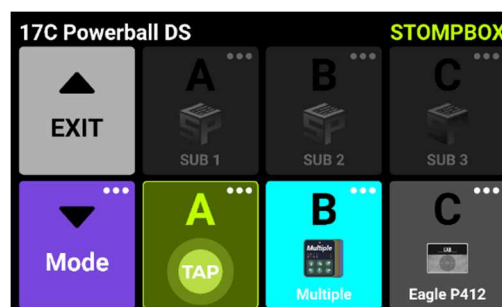 17C Powerball DS STOMPBOX
EXIT
A
SUB 1
B
SUB 2
C
SUB 3
Mode
A
TAP
B
Multiple
Multiple
C
LAB
Eagle P412